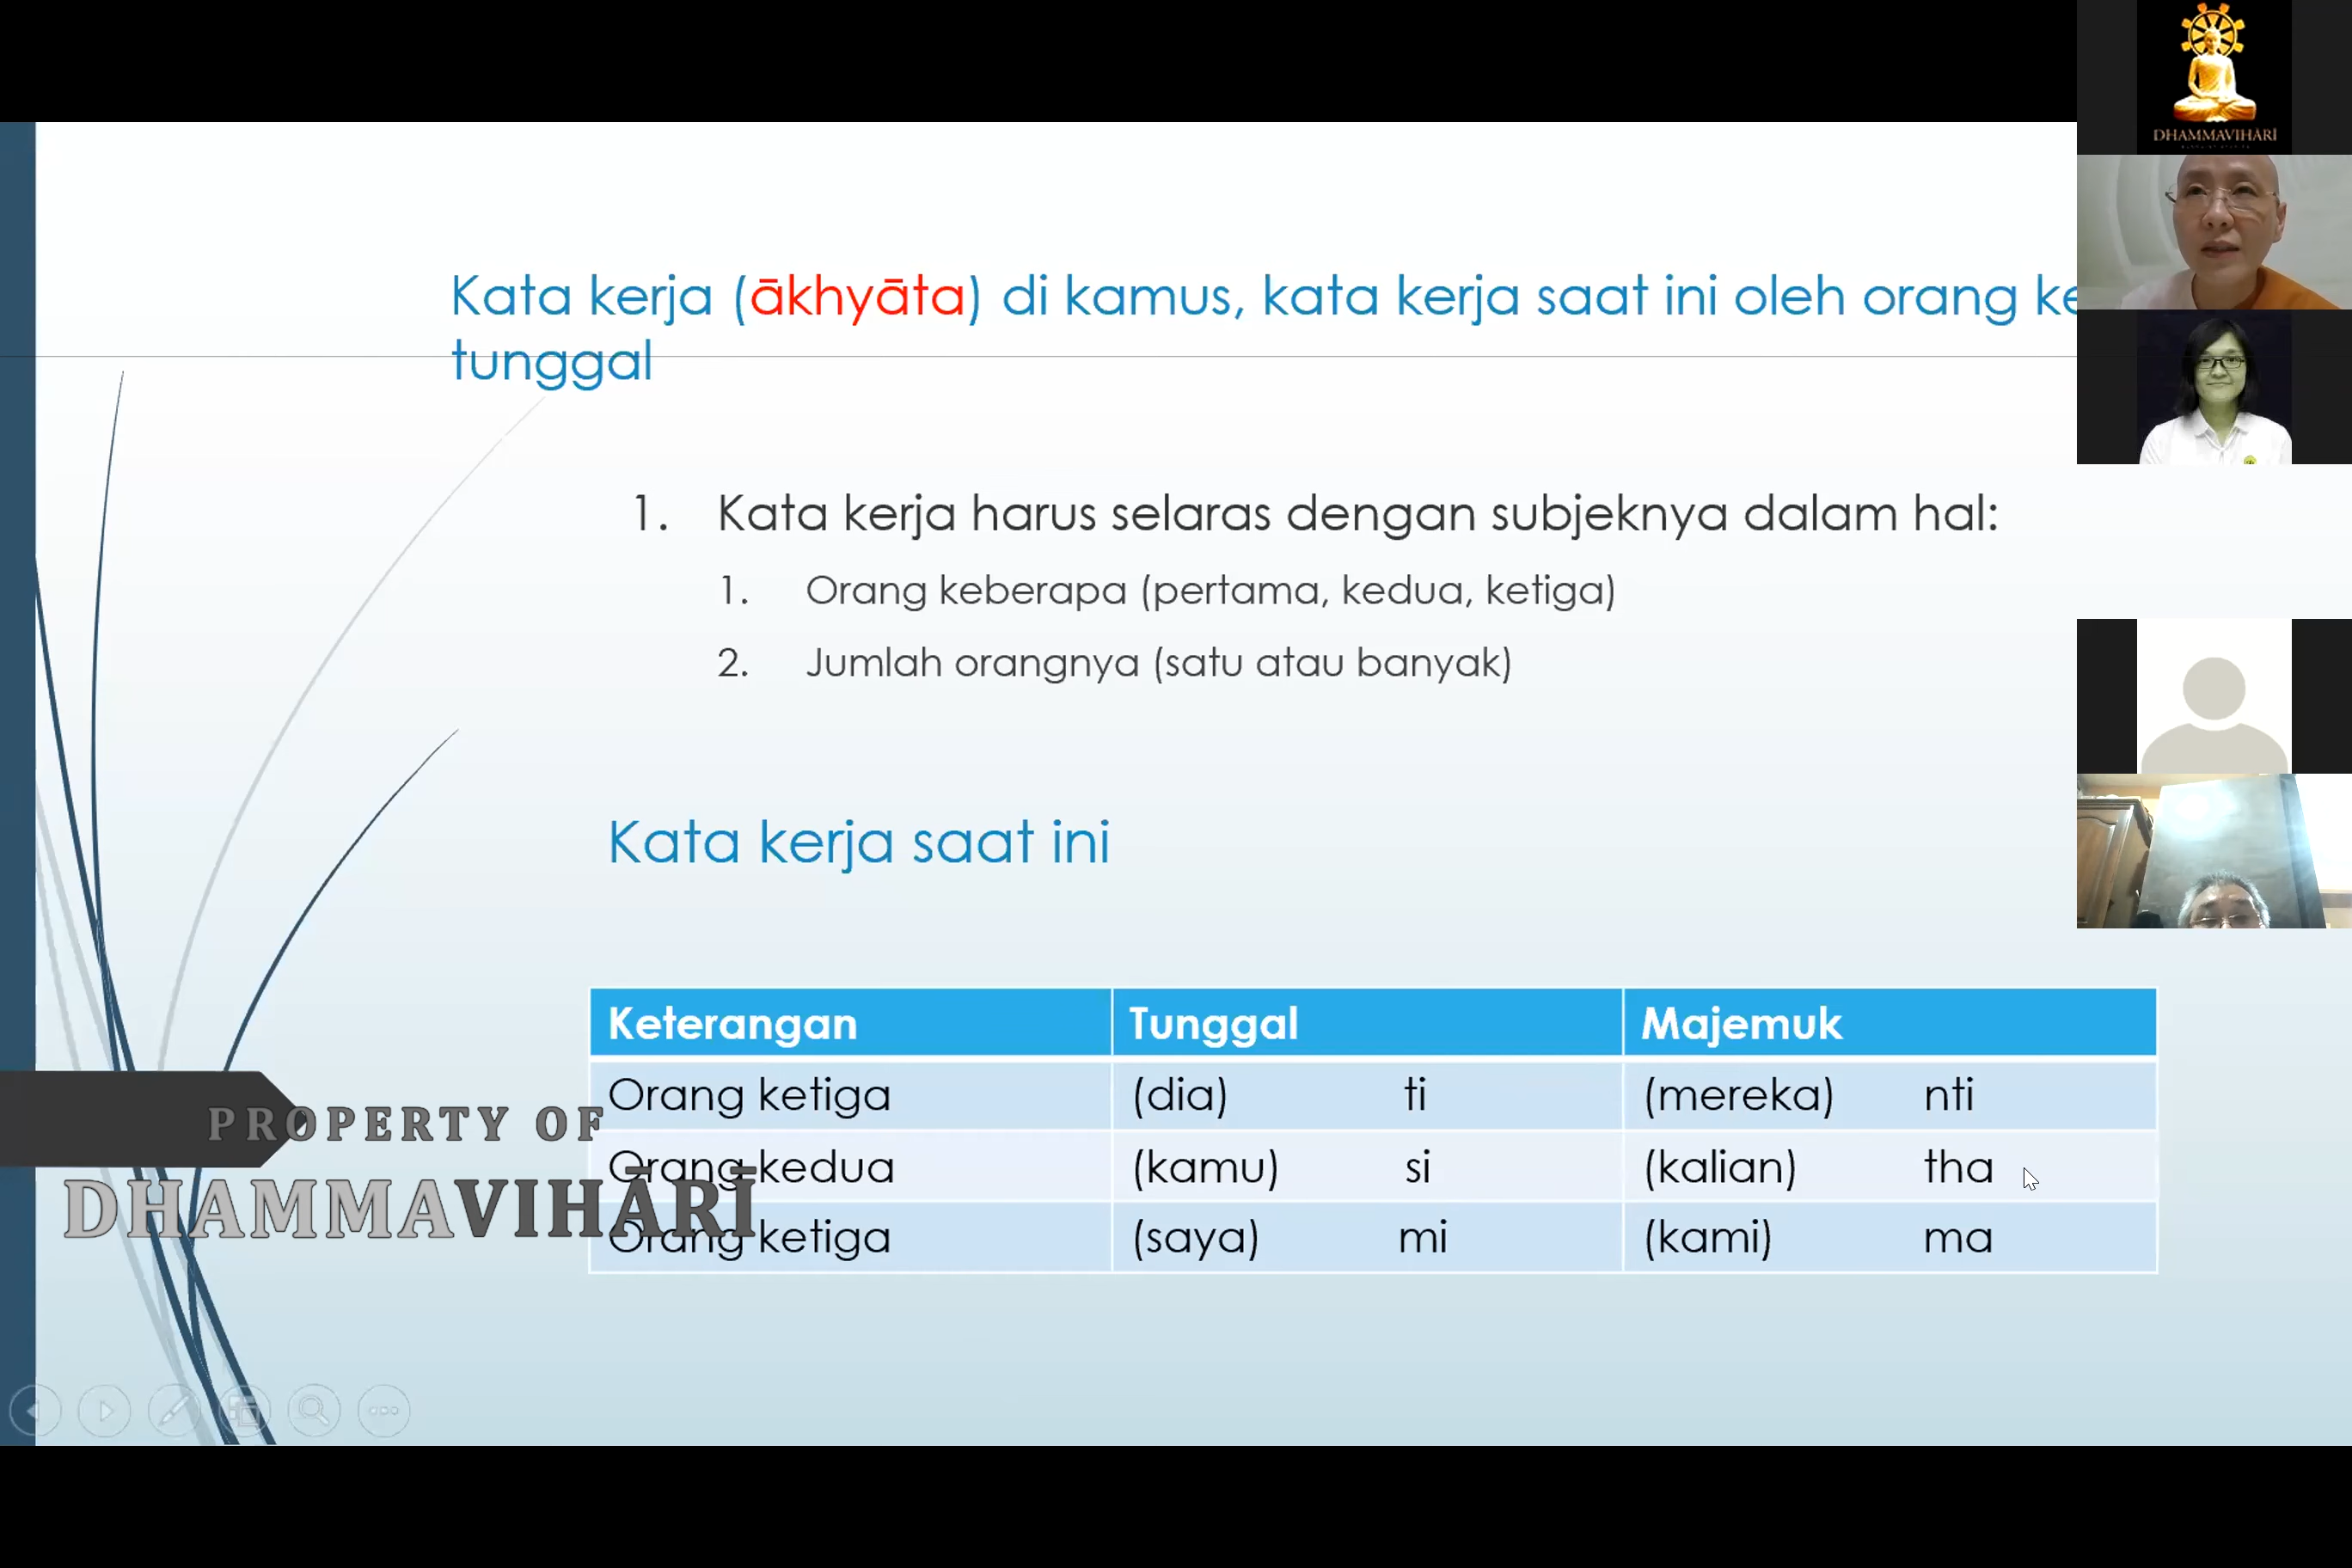 DHAMMAVIHĀRĪ
Kata kerja (ākhyāta) di kamus, kata kerja saat ini oleh orang ke
tunggal
1. Kata kerja harus selaras dengan subjeknya dalam hal:
1. Orang keberapa (pertama, kedua, ketiga)
2. Jumlah orangnya (satu atau banyak)
Kata kerja saat ini
Keterangan Tunggal Majemuk
Orang ketiga (dia) ti (mereka) nti
Orang kedua (kamu) si (kalian) tha
Orang ketiga (saya) mi (kami) ma
PROPERTY OF
DHAMMAVIHĀRĪ